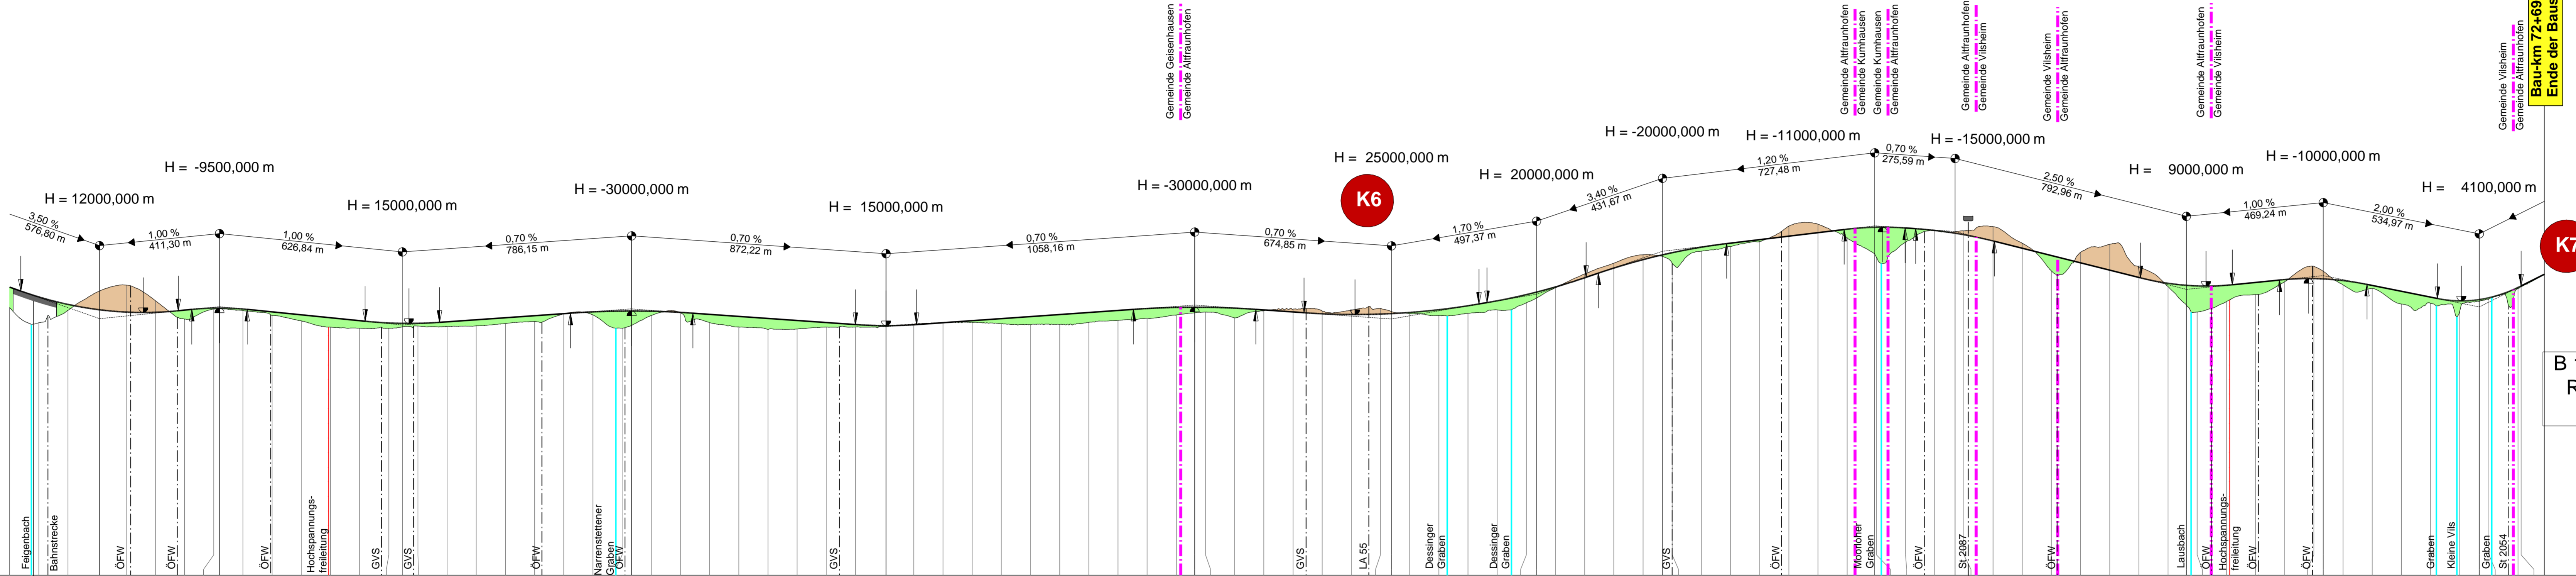 Gemeinde Geisenhausen
Gemeinde Altfraunhofen
Gemeinde Altfraunhofen
Gemeinde Kumhausen
Gemeinde Kumhausen
Gemeinde Altfraunhofen
Gemeinde Altfraunhofen
Gemeinde Vilsheim
Gemeinde Vilsheim
Gemeinde Altfraunhofen
Gemeinde Altfraunhofen
Gemeinde Vilsheim
Gemeinde Vilsheim
Gemeinde Altfraunhofen
Bau-km 72+69
Ende der Baus
H = 12000,000 m
H = -9500,000 m
H = 15000,000 m
H = -30000,000 m
H = 15000,000 m
H = -30000,000 m
H = 25000,000 m
K6
H = 20000,000 m
H = -20000,000 m
H = -11000,000 m
H = -15000,000 m
H = 9000,000 m
H = -10000,000 m
H = 4100,000 m
K7
3,50 %
576,80 m
1,00 %
411,30 m
1,00 %
626,84 m
0,70 %
786,15 m
0,70 %
872,22 m
0,70 %
1058,16 m
0,70 %
674,85 m
1,70 %
497,37 m
3,40 %
431,67 m
1,20 %
727,48 m
0,70 %
275,59 m
2,50 %
792,96 m
1,00 %
469,24 m
2,00 %
534,97 m
B
Feigenbach
Bahnstrecke
ÖFW
ÖFW
ÖFW
Hochspannungs-
freileitung
GVS
GVS
ÖFW
Narrenstettener
Graben
ÖFW
GVS
GVS
LA 55
Dessinger
Graben
Dessinger
Graben
GVS
ÖFW
Moorloher
Graben
ÖFW
St 2087
ÖFW
Lausbach
ÖFW
Hochspannungs-
freileitung
ÖFW
ÖFW
Graben
Kleine Vils
Graben
St 2054